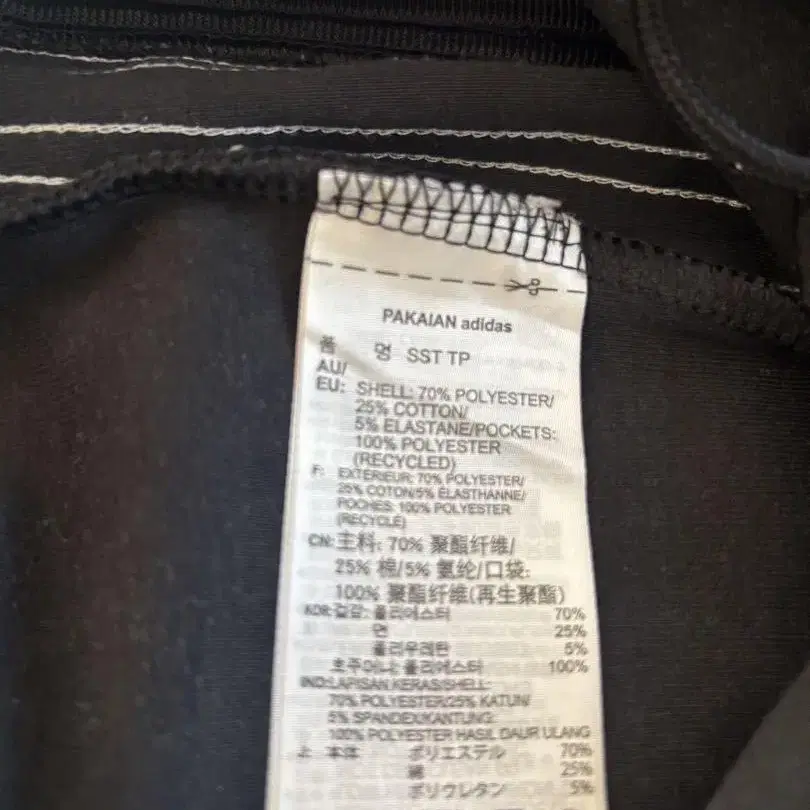 PAKAIAN adidas
품 명 SST TP
AU/
EU: SHELL: 70% POLYESTER/
25% COTTON/
5% ELASTANE/POCKETS:
100% POLYESTER
(RECYCLED)
F: EXTERIEUR: 70% POLYESTER/
25% COTON/5% ELASTHANNE/
POCHES: 100% POLYESTER
(RECYCLÉ)
CN: 主料: 70% 聚酯纤维/
25% 棉/5% 氨纶/口袋:
100% 聚酯纤维(再生聚酯)
KOR: 겉감: 폴리에스터 70%
면 25%
폴리우레탄 5%
호주머니 폴리에스터 100%
IND: LAPISAN KERAS/SHELL:
70% POLYESTER/25% KATUN/
5% SPANDEX/KANTUNG:
100% POLYESTER HASIL DAUR ULANG
上 本体 ポリエステル 70%
綿 25%
ポリウレタン 5%